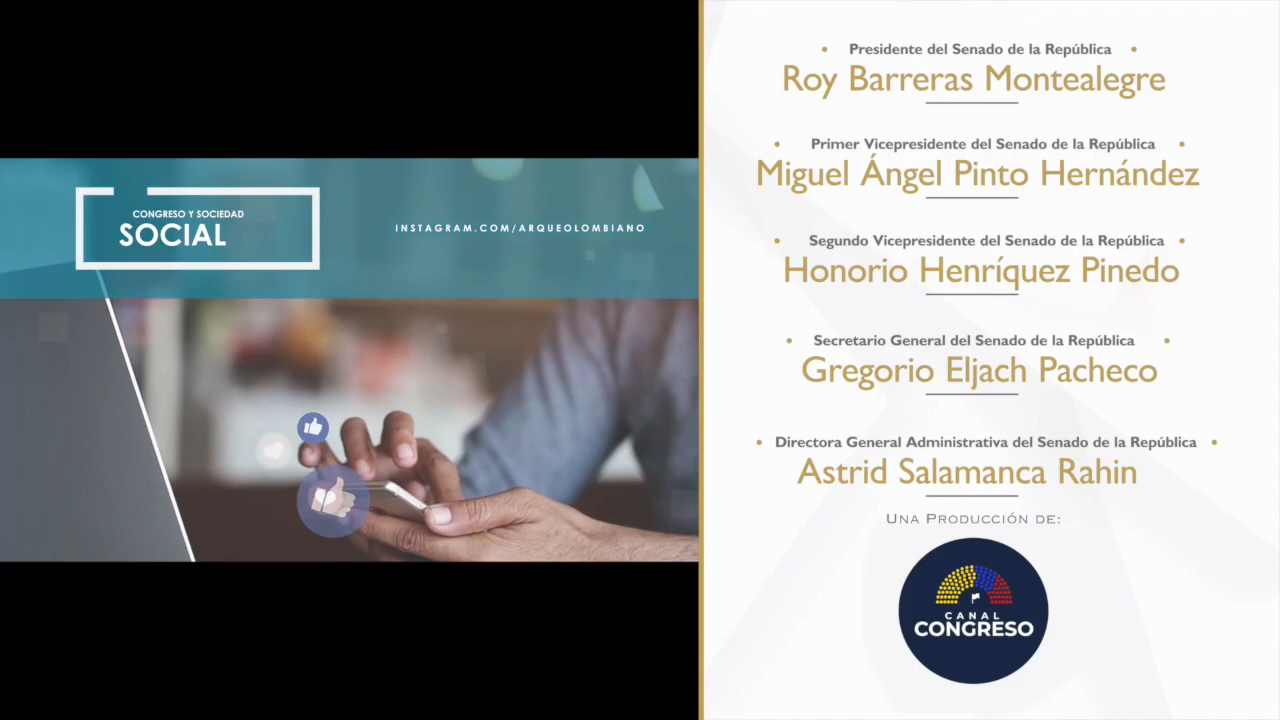 CONGRESO Y SOCIEDAD
SOCIAL
INSTAGRAM.COM/ARQUEOLOMBIANO
• Presidente del Senado de la República •
Roy Barreras Montealegre
• Primer Vicepresidente del Senado de la República •
Miguel Ángel Pinto Hernández
• Segundo Vicepresidente del Senado de la República •
Honorio Henríquez Pinedo
• Secretario General del Senado de la República •
Gregorio Eljach Pacheco
• Directora General Administrativa del Senado de la República •
Astrid Salamanca Rahin
UNA PRODUCCIÓN DE:
CANAL
CONGRESO